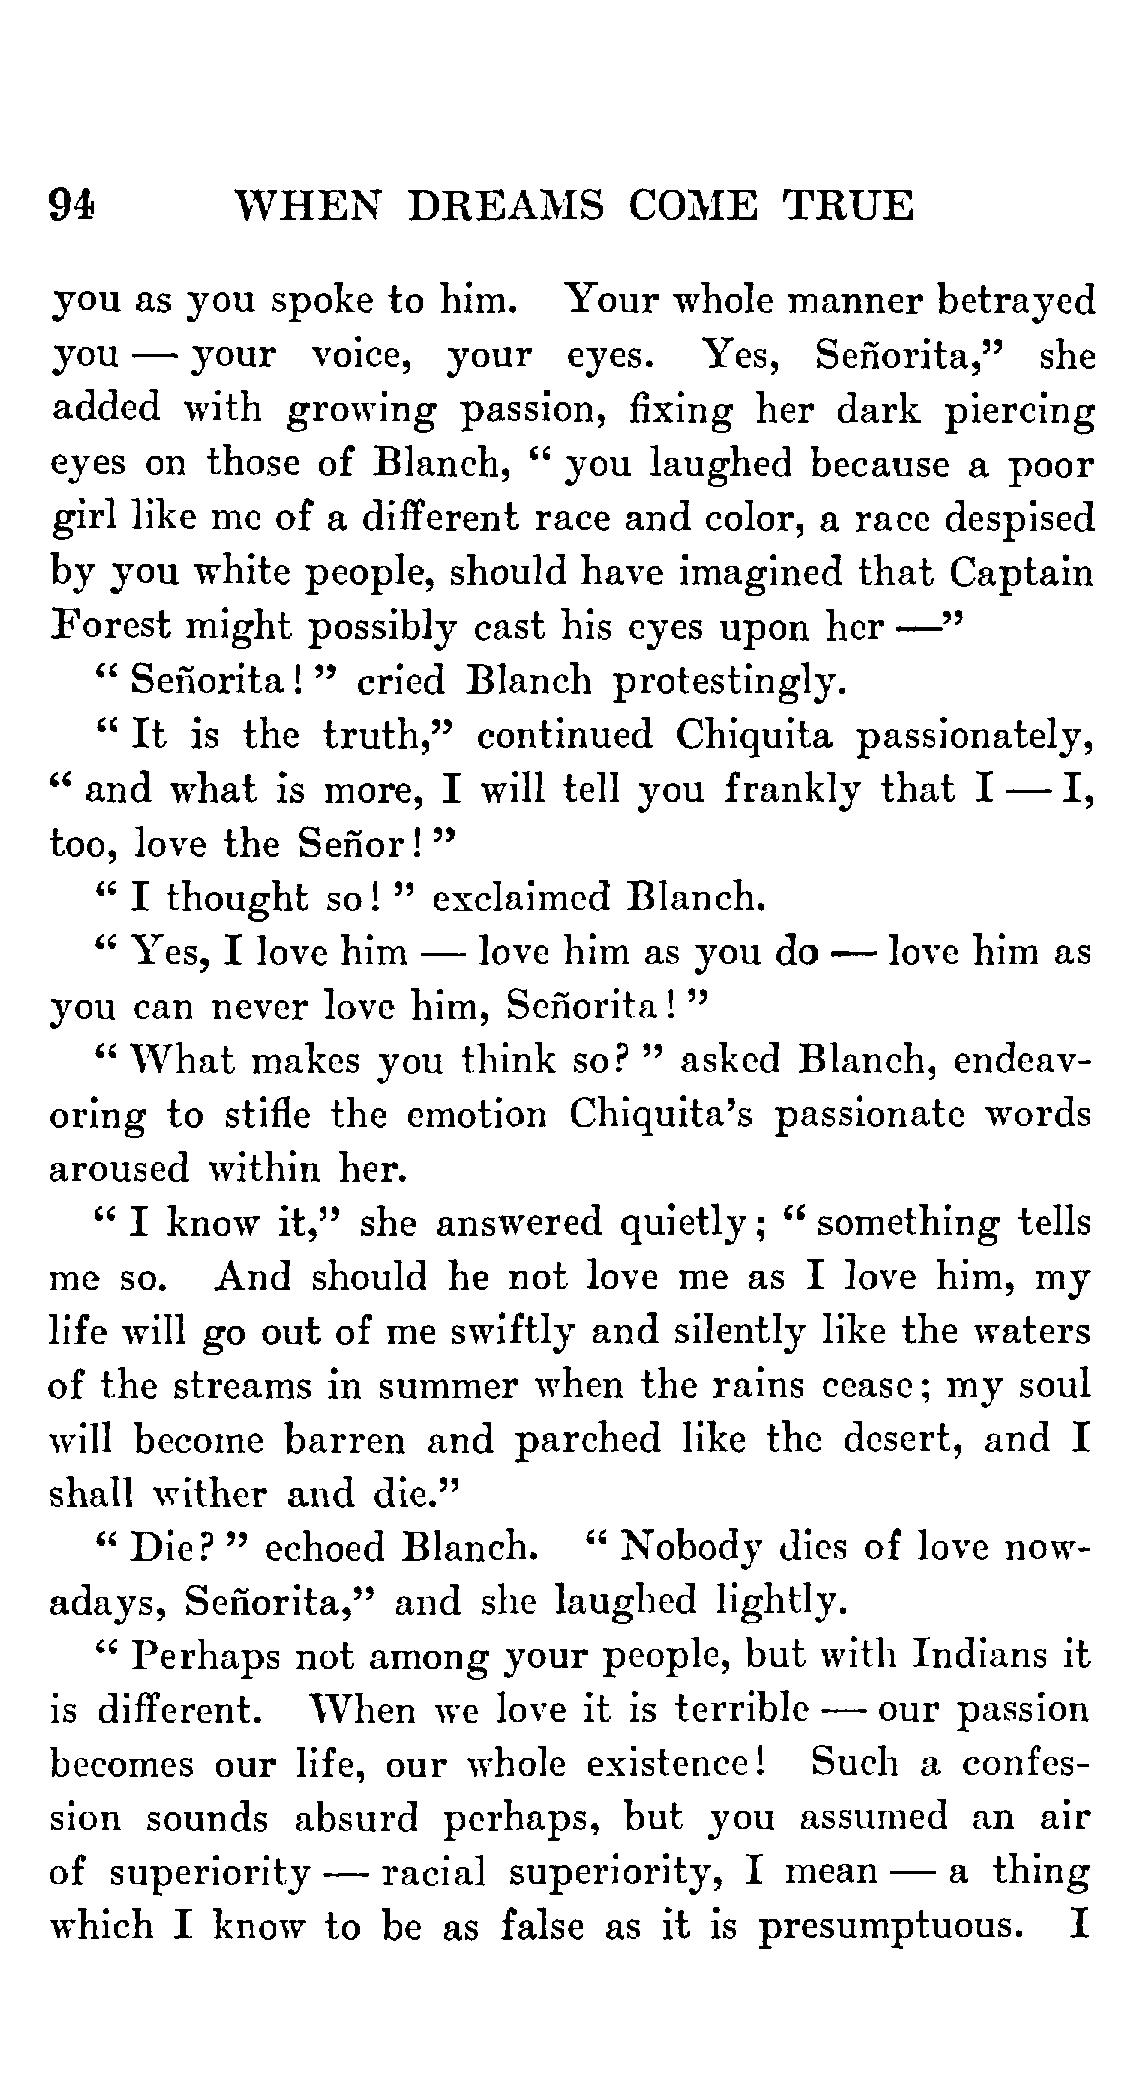 94 WHEN DREAMS COME TRUE
you as you spoke to him. Your whole manner betrayed
you — your voice, your eyes. Yes, Señorita,” she
added with growing passion, fixing her dark piercing
eyes on those of Blanch, “ you laughed because a poor
girl like me of a different race and color, a race despised
by you white people, should have imagined that Captain
Forest might possibly cast his eyes upon her —”
“ Señorita! ” cried Blanch protestingly.
“ It is the truth,” continued Chiquita passionately,
“ and what is more, I will tell you frankly that I — I,
too, love the Señor! ”
“ I thought so! ” exclaimed Blanch.
“ Yes, I love him — love him as you do — love him as
you can never love him, Señorita! ”
“ What makes you think so? ” asked Blanch, endeav-
oring to stifle the emotion Chiquita’s passionate words
aroused within her.
“ I know it,” she answered quietly; “ something tells
me so. And should he not love me as I love him, my
life will go out of me swiftly and silently like the waters
of the streams in summer when the rains cease; my soul
will become barren and parched like the desert, and I
shall wither and die.”
“ Die? ” echoed Blanch. “ Nobody dies of love now-
adays, Señorita,” and she laughed lightly.
“ Perhaps not among your people, but with Indians it
is different. When we love it is terrible — our passion
becomes our life, our whole existence! Such a confes-
sion sounds absurd perhaps, but you assumed an air
of superiority — racial superiority, I mean — a thing
which I know to be as false as it is presumptuous. I